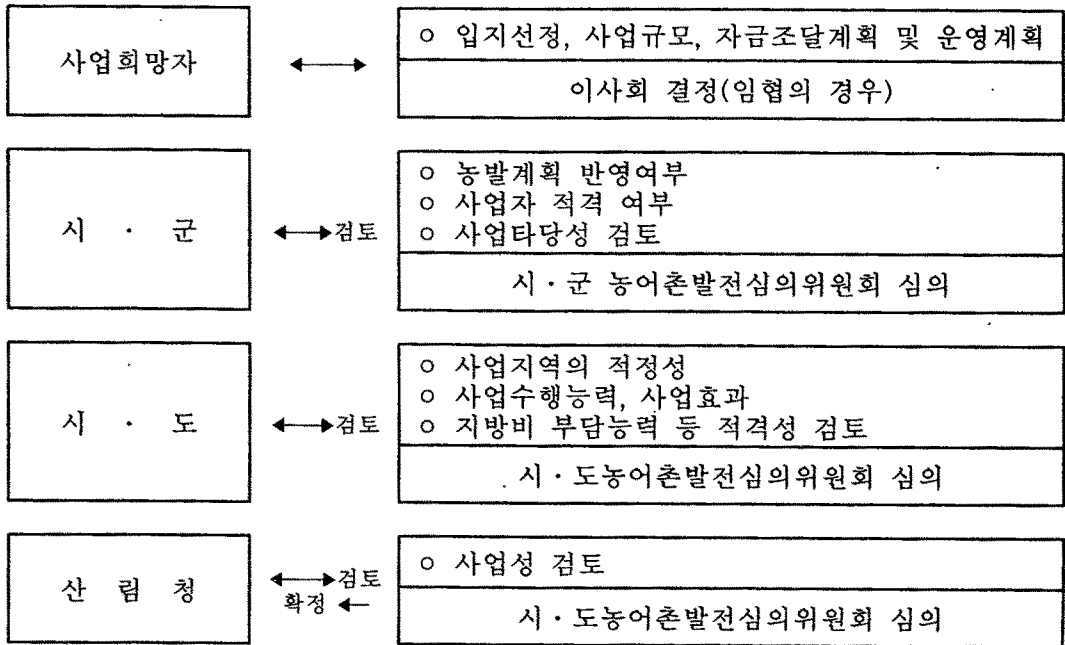 사업희망자
○ 입지선정, 사업규모, 자금조달계획 및 운영계획
이사회 결정(임협의 경우)
시 · 군
검토
○ 농발계획 반영여부
○ 사업자 적격 여부
○ 사업타당성 검토
시 · 군 농어촌발전심의위원회 심의
시 · 도
검토
○ 사업지역의 적정성
○ 사업수행능력, 사업효과
○ 지방비 부담능력 등 적격성 검토
시 · 도농어촌발전심의위원회 심의
산 림 청
검토
확정
○ 사업성 검토
시 · 도농어촌발전심의위원회 심의